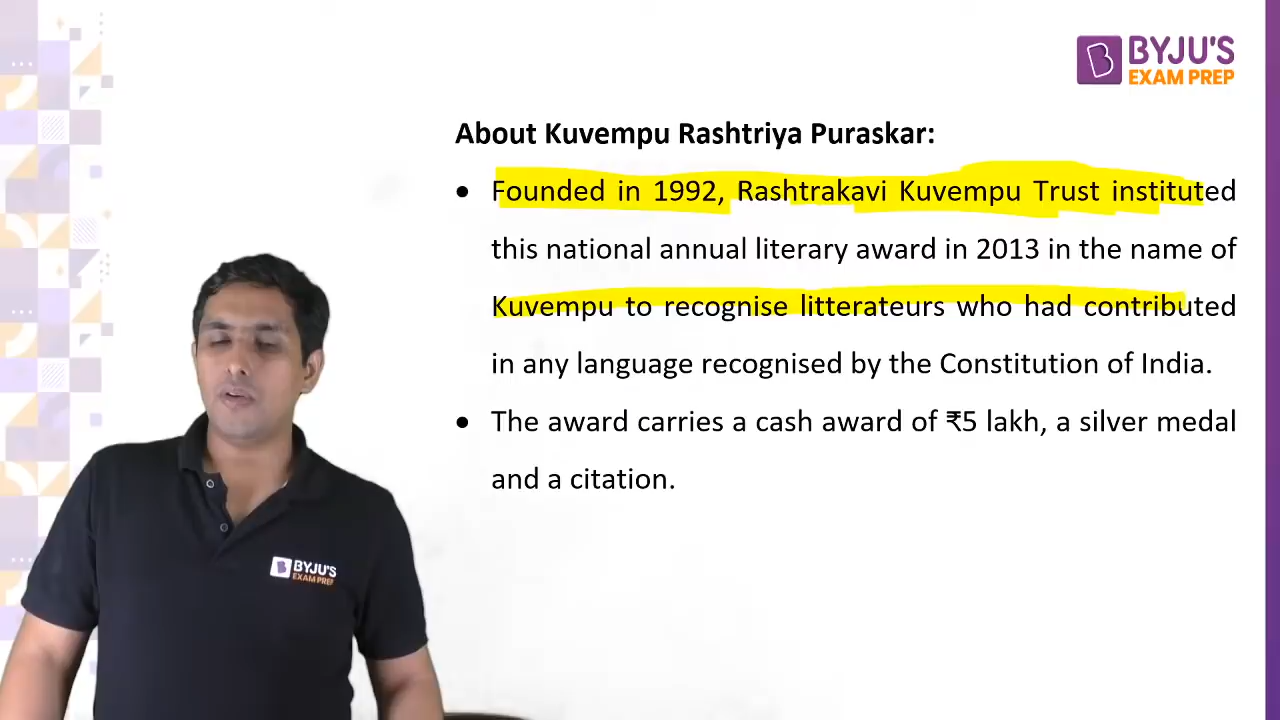 BYJU'S
EXAM PREP
About Kuvempu Rashtriya Puraskar:
• Founded in 1992, Rashtrakavi Kuvempu Trust instituted
this national annual literary award in 2013 in the name of
Kuvempu to recognise litterateurs who had contributed
in any language recognised by the Constitution of India.
• The award carries a cash award of ₹5 lakh, a silver medal
and a citation.
BYJU'S
EXAM PREP